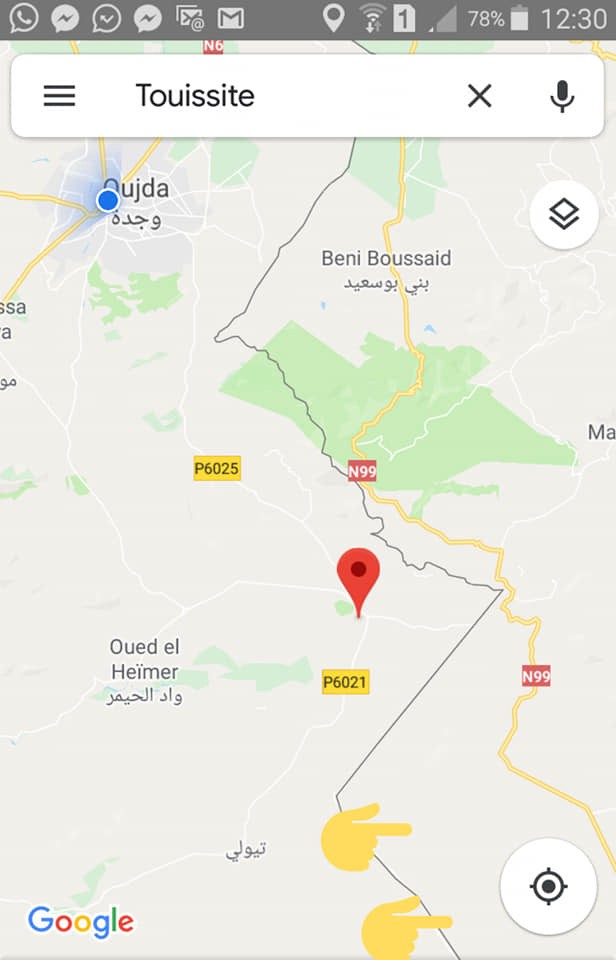 78% 12:30
1
N6
Touissite
Oujda
وجدة
Beni Boussaid
بني بوسعيد
ssa
a
مو
Ma
P6025
N99
Oued el
Heïmer
واد الحيمر
P6021
N99
تيولي
Google